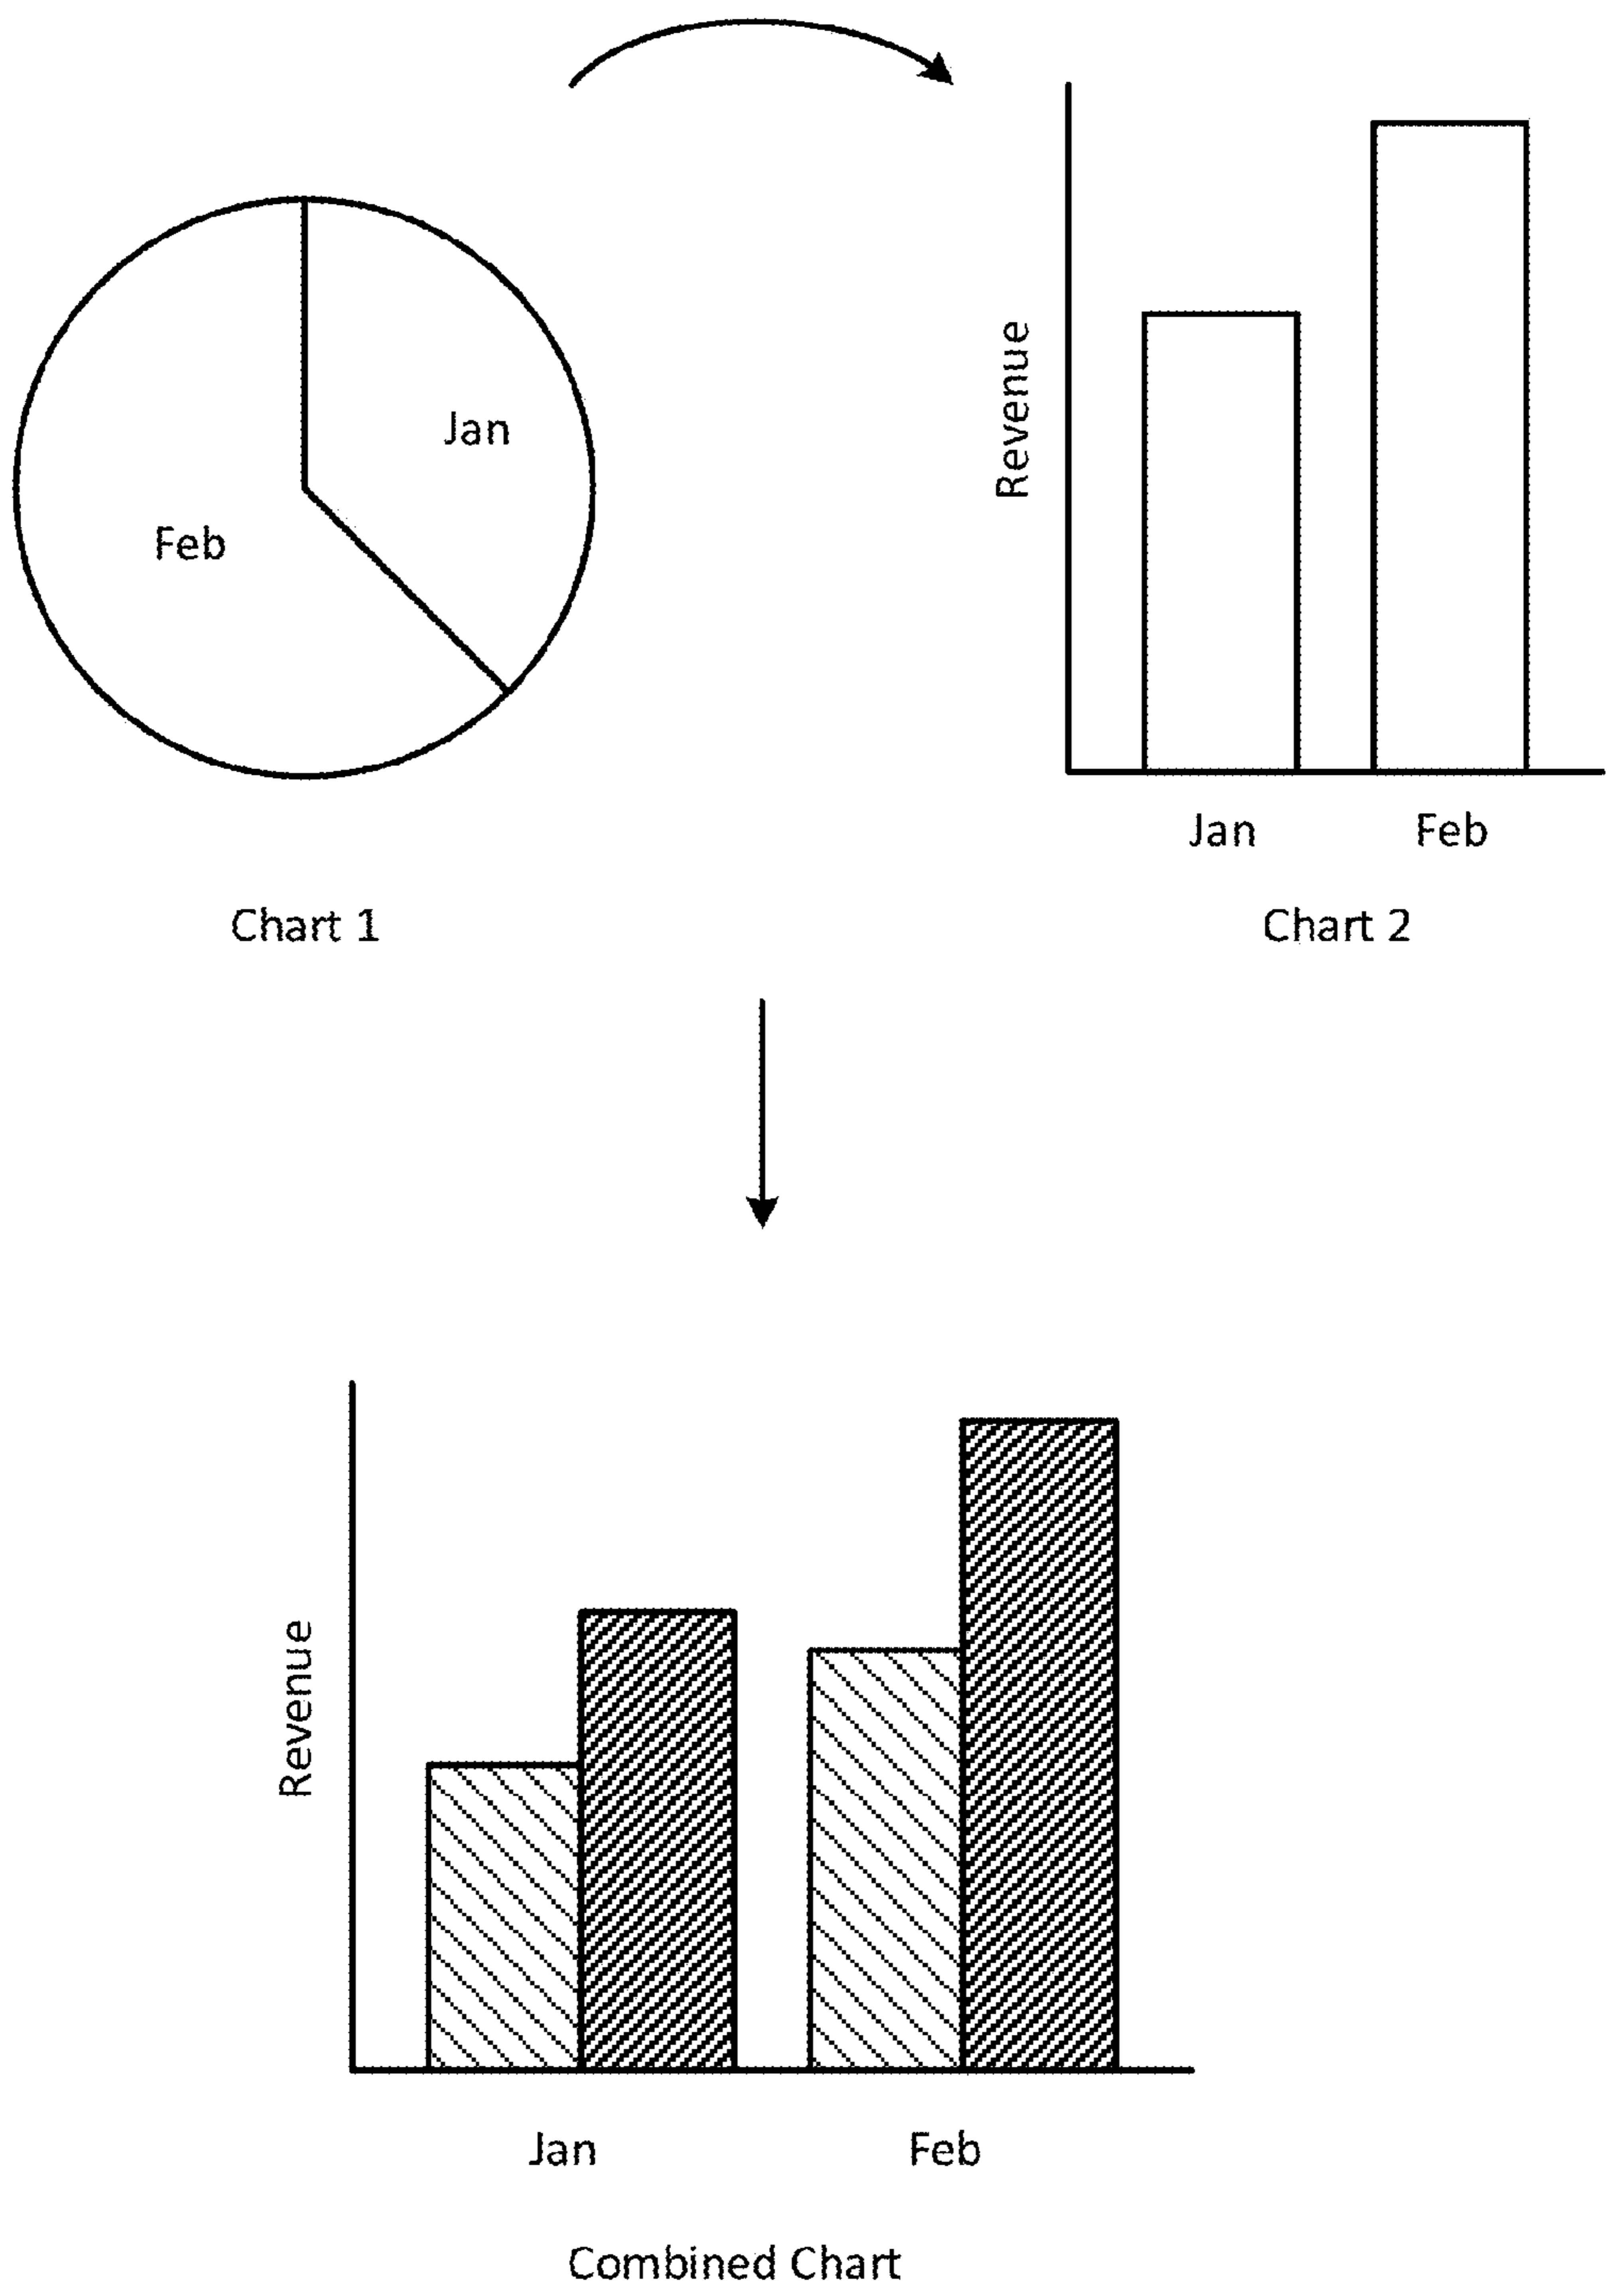 Jan
Feb
Chart 1
Revenue
Jan
Feb
Chart 2
Revenue
Jan
Feb
Combined Chart